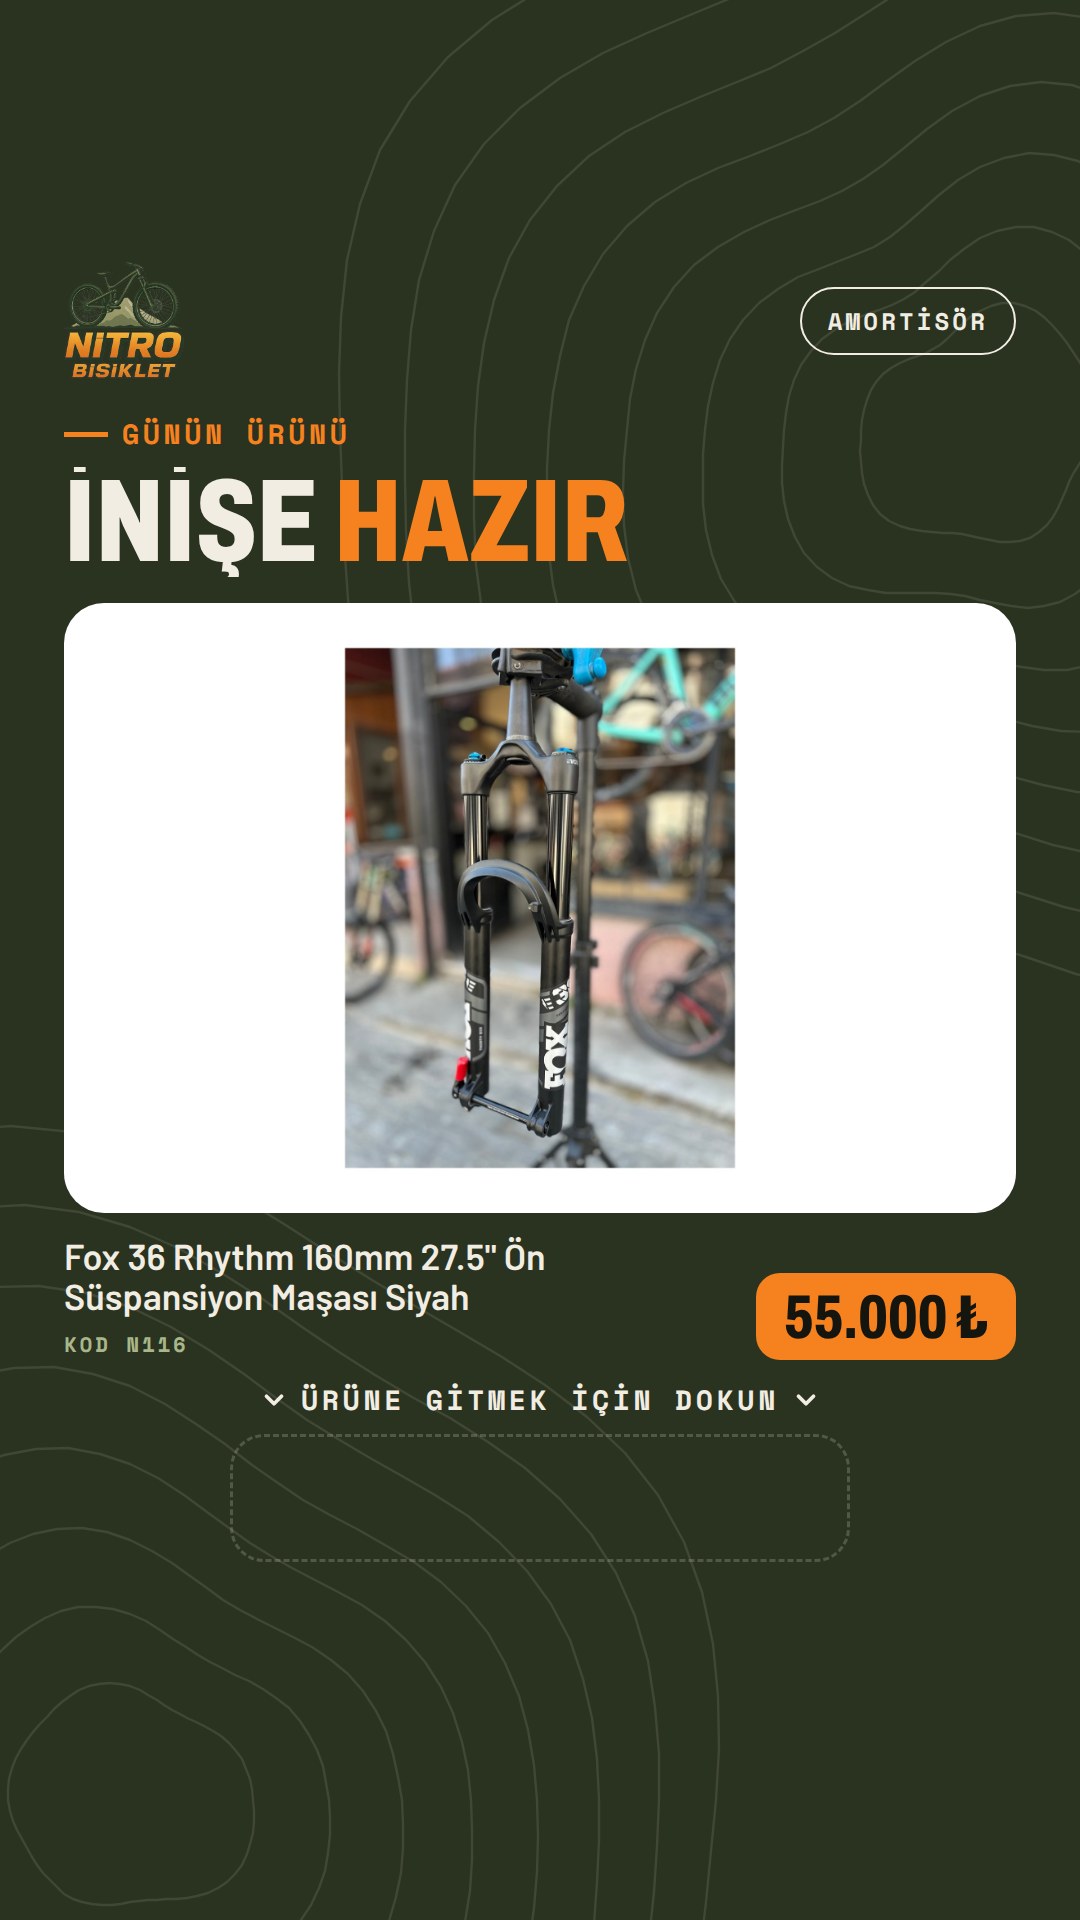 NiTRO
BiSiKLET
AMORTİSÖR
GÜNÜN ÜRÜNÜ
İNİŞE HAZIR
FOX
Fox 36 Rhythm 160mm 27.5" Ön
Süspansiyon Maşası Siyah
KOD N116
55.000 ₺
ÜRÜNE GİTMEK İÇİN DOKUN